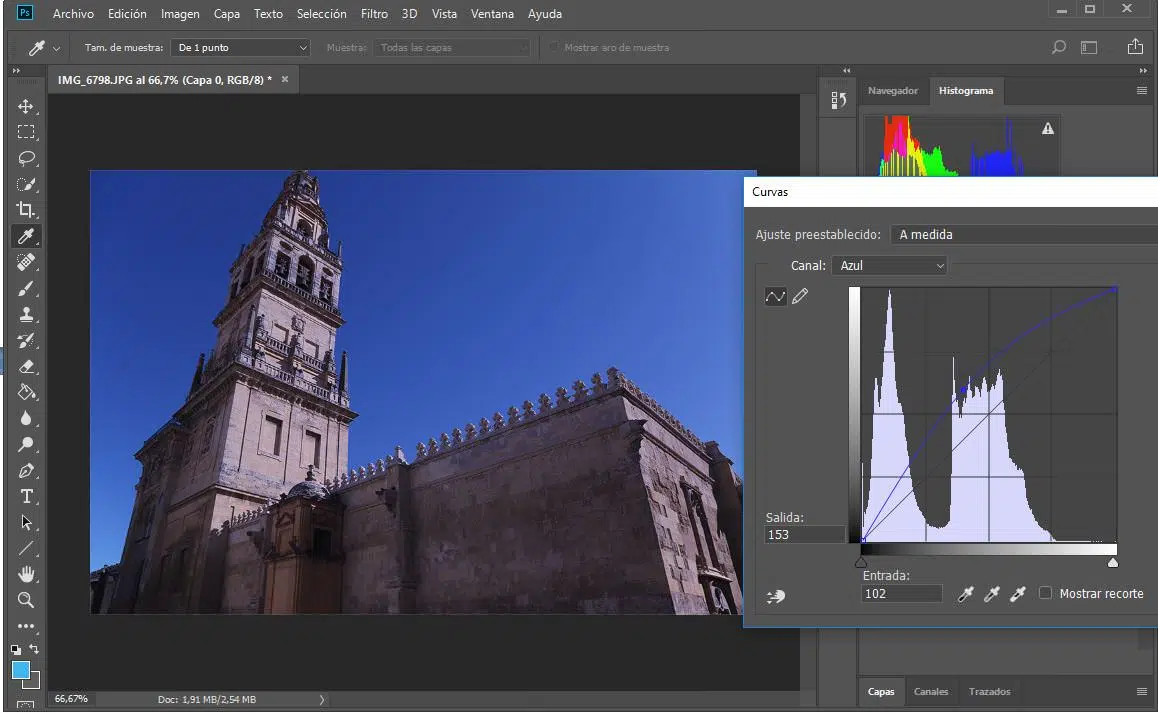 Ps Archivo Edición Imagen Capa Texto Selección Filtro 3D Vista Ventana Ayuda
Tam. de muestra: De 1 punto Muestra: Todas las capas Mostrar aro de muestra
IMG_6798.JPG al 66,7% (Capa 0, RGB/8) *
Navegador Histograma
Curvas
Ajuste preestablecido: A medida
Canal: Azul
Salida:
153
Entrada:
102
Mostrar recorte
T
66,67% Doc: 1,91 MB/2,54 MB
Capas Canales Trazados